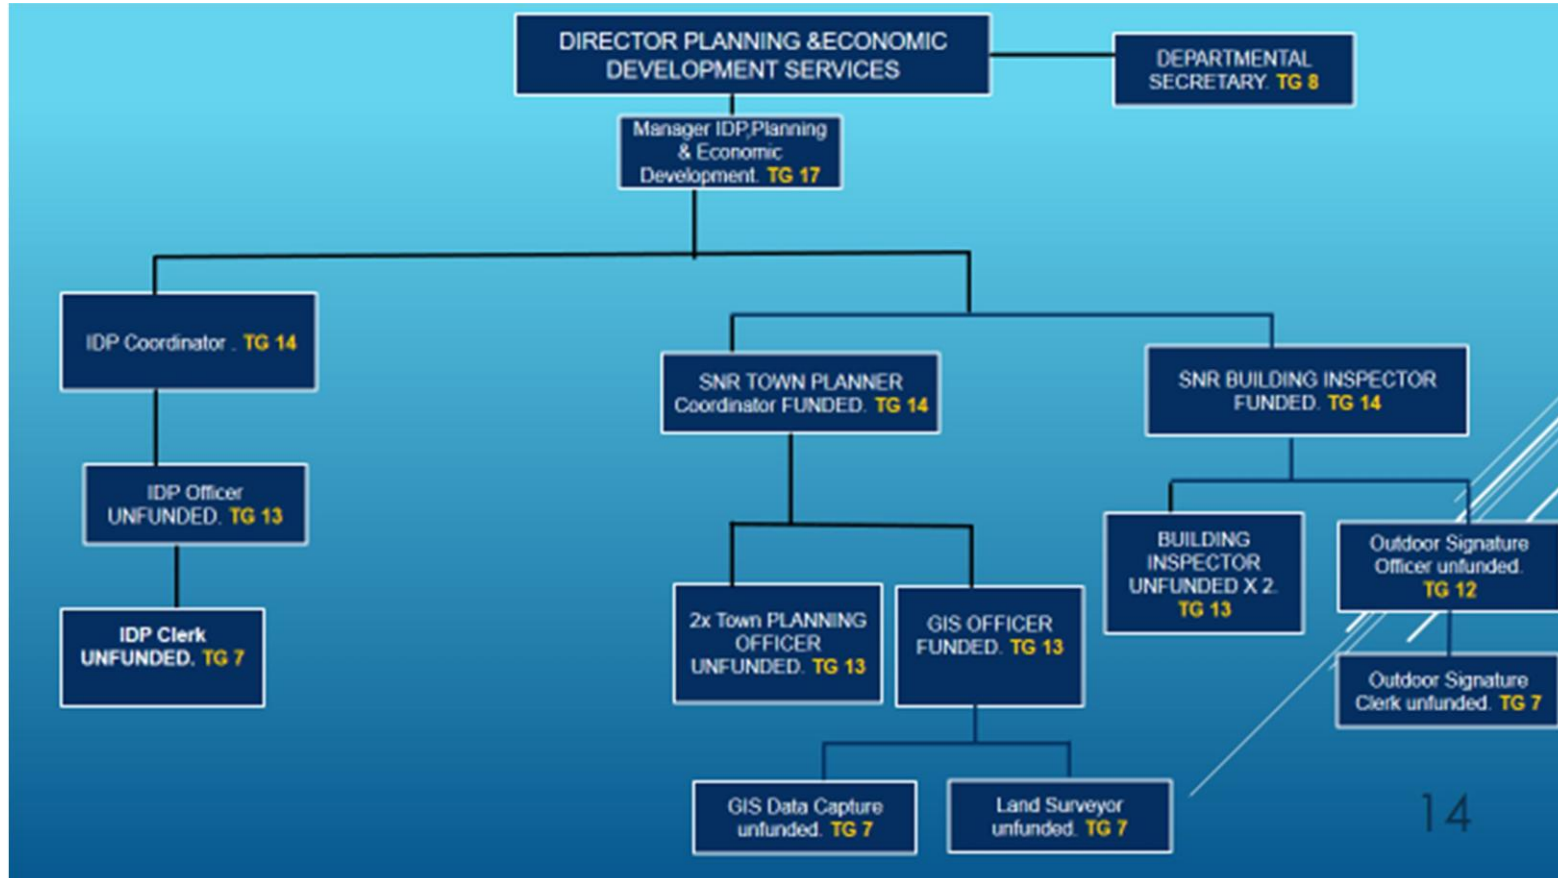 DIRECTOR PLANNING &ECONOMIC
DEVELOPMENT SERVICES
DEPARTMENTAL
SECRETARY. TG 8
Manager IDP,Planning
& Economic
Development. TG 17
IDP Coordinator . TG 14
SNR TOWN PLANNER
Coordinator FUNDED. TG 14
SNR BUILDING INSPECTOR
FUNDED. TG 14
IDP Officer
UNFUNDED. TG 13
BUILDING
INSPECTOR
UNFUNDED X 2.
TG 13
Outdoor Signature
Officer unfunded.
TG 12
IDP Clerk
UNFUNDED. TG 7
2x Town PLANNING
OFFICER
UNFUNDED. TG 13
GIS OFFICER
FUNDED. TG 13
Outdoor Signature
Clerk unfunded. TG 7
GIS Data Capture
unfunded. TG 7
Land Surveyor
unfunded. TG 7
14